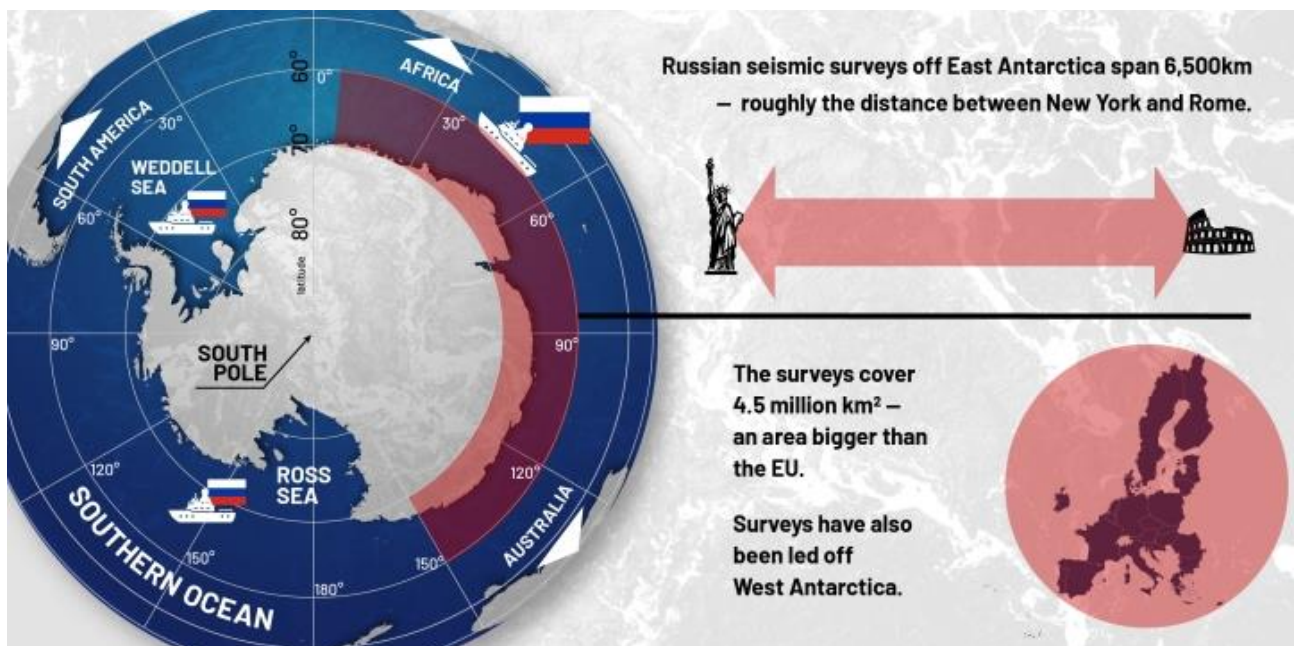 Russian seismic surveys off East Antarctica span 6,500km
– roughly the distance between New York and Rome.
60°
0°
AFRICA
30°
SOUTH AMERICA
30°
70°
WEDDELL
SEA
60°
80°
60°
latitude
SOUTH
POLE
90°
90°
120°
ROSS
SEA
120°
AUSTRALIA
SOUTHERN OCEAN
150°
180°
150°
The surveys cover
4.5 million km² –
an area bigger than
the EU.
Surveys have also
been led off
West Antarctica.